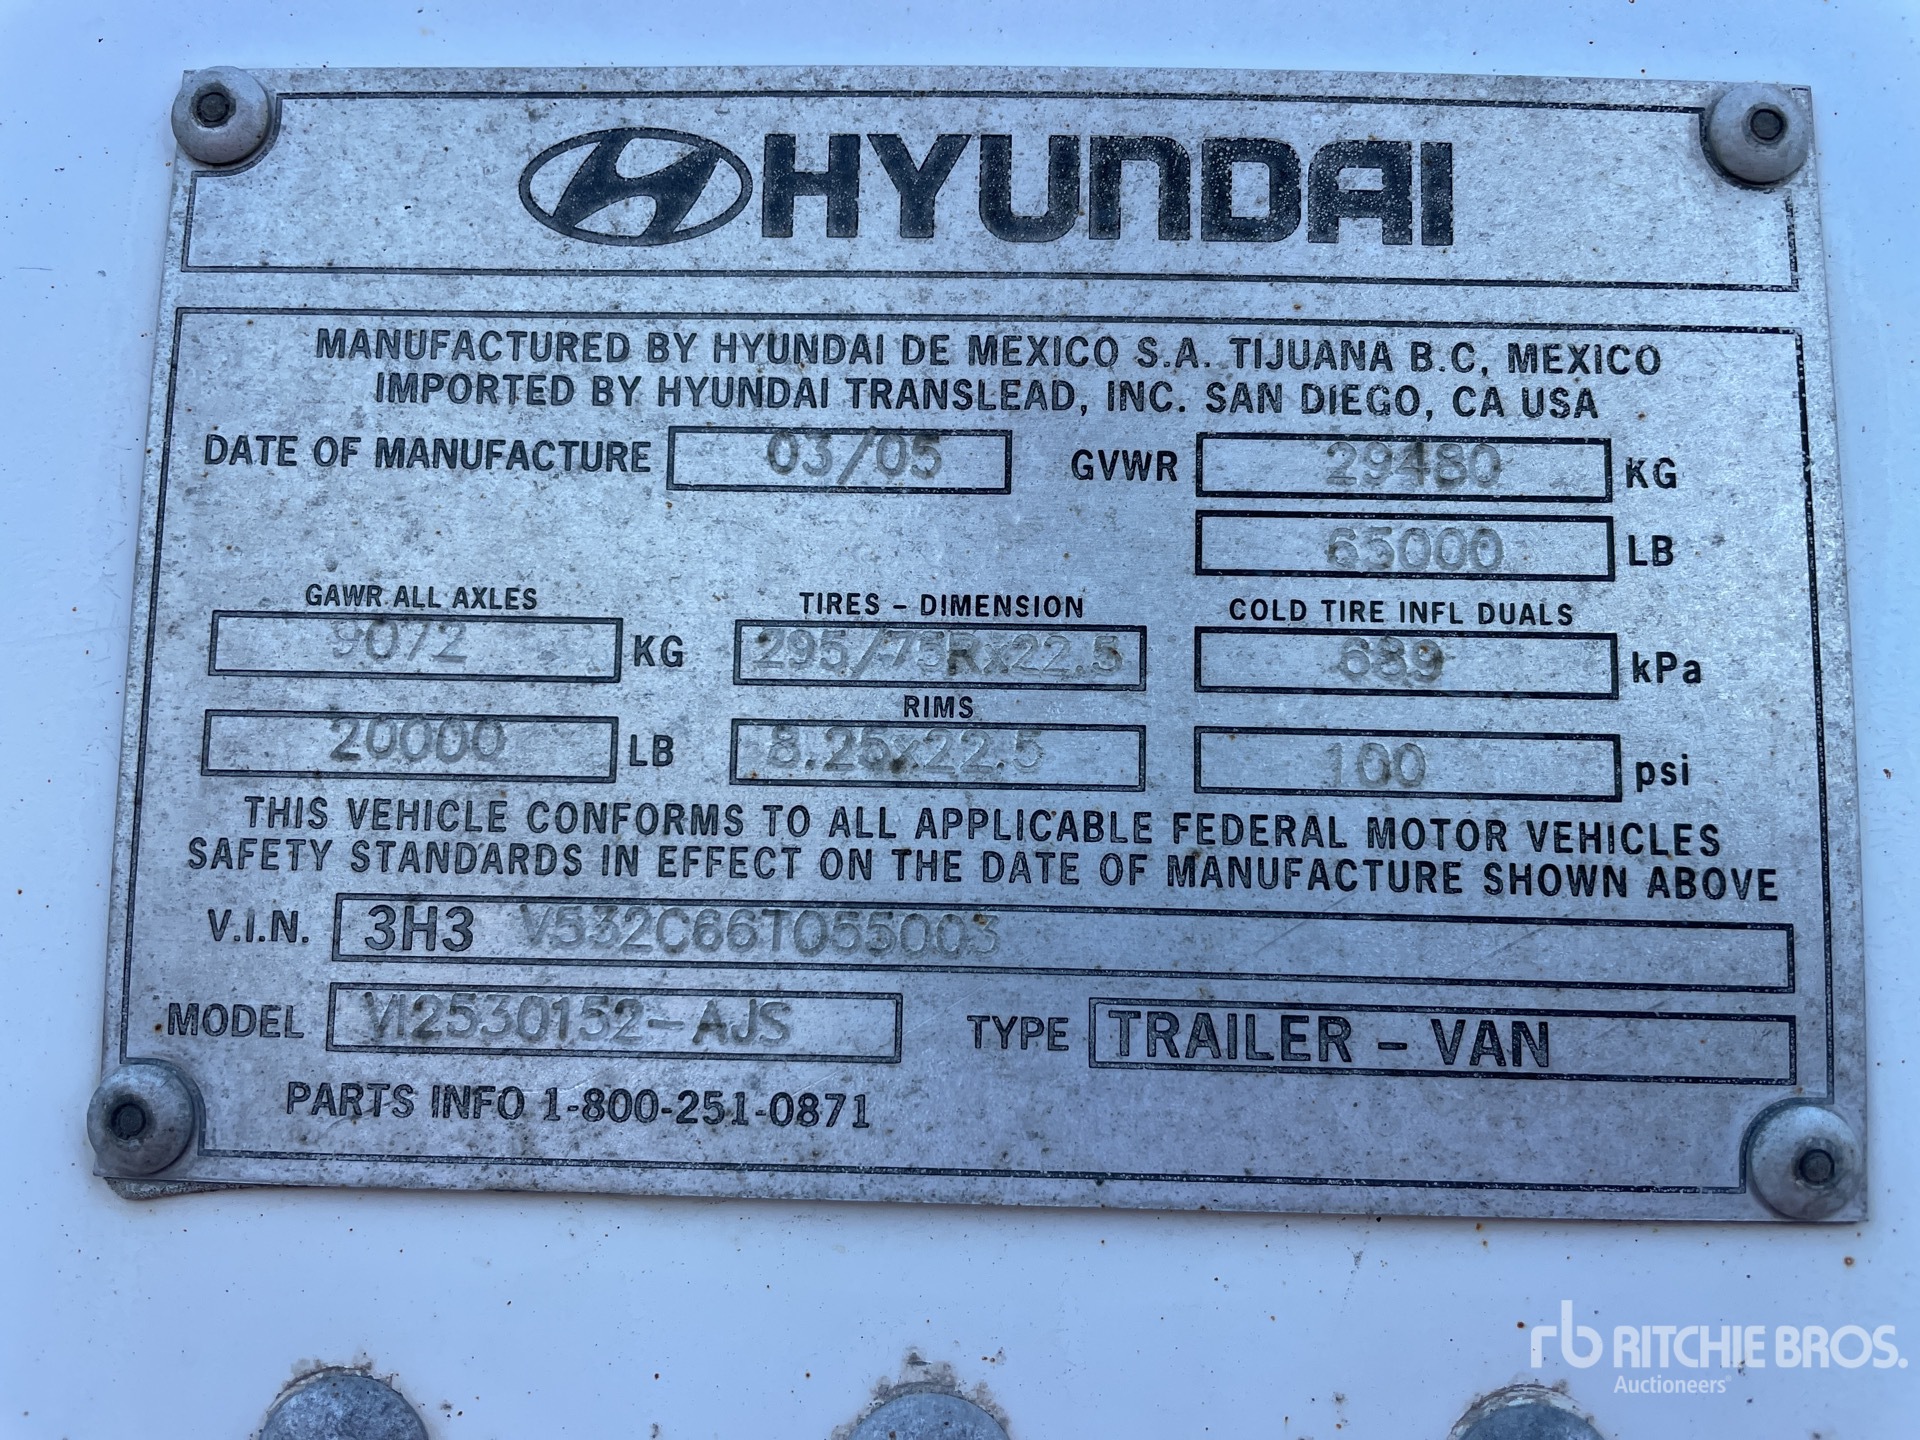 HYUNDAI
MANUFACTURED BY HYUNDAI DE MEXICO S.A. TIJUANA B.C, MEXICO
IMPORTED BY HYUNDAI TRANSLEAD, INC. SAN DIEGO, CA USA
DATE OF MANUFACTURE 03/05 GVWR 29480 KG
65000 LB
GAWR ALL AXLES TIRES - DIMENSION COLD TIRE INFL DUALS
9072 KG 295/75Rx22.5 689 kPa
RIMS
20000 LB 8.25x22.5 100 psi
THIS VEHICLE CONFORMS TO ALL APPLICABLE FEDERAL MOTOR VEHICLES
SAFETY STANDARDS IN EFFECT ON THE DATE OF MANUFACTURE SHOWN ABOVE
V.I.N. 3H3 V532C66T055003
MODEL VI2530152-AJS TYPE TRAILER - VAN
PARTS INFO 1-800-251-0871
rb RITCHIE BROS.
Auctioneers